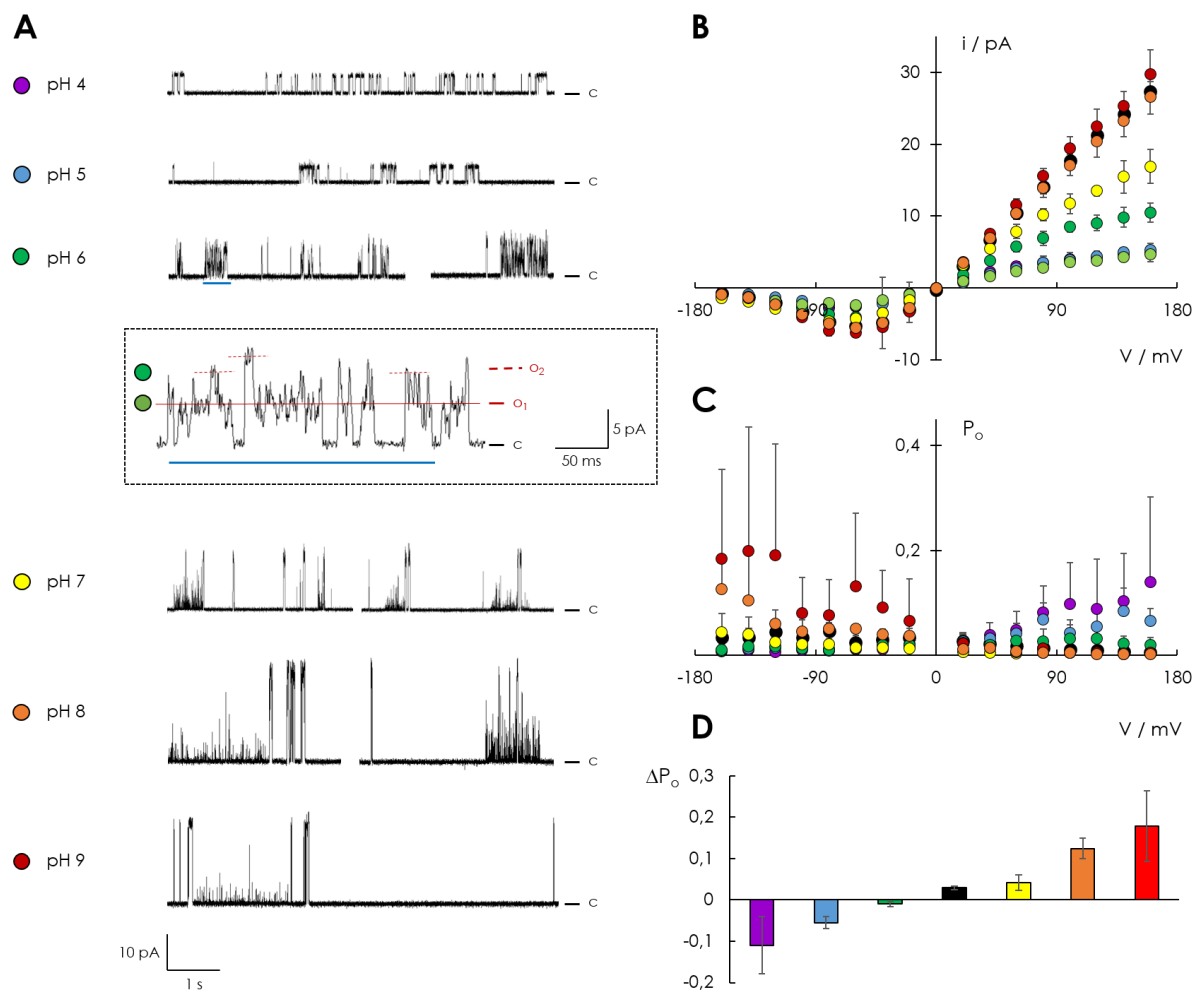 A
pH 4
c
pH 5
c
pH 6
c
o₂
o₁
c
5 pA
50 ms
pH 7
c
pH 8
c
pH 9
c
10 pA
1 s
B
i / pA
30
20
10
-180
-90
0
90
180
-10
V / mV
C
Pₒ
0,4
0,2
-180
-90
0
90
180
V / mV
D
ΔPₒ
0,3
0,2
0,1
0
-0,1
-0,2